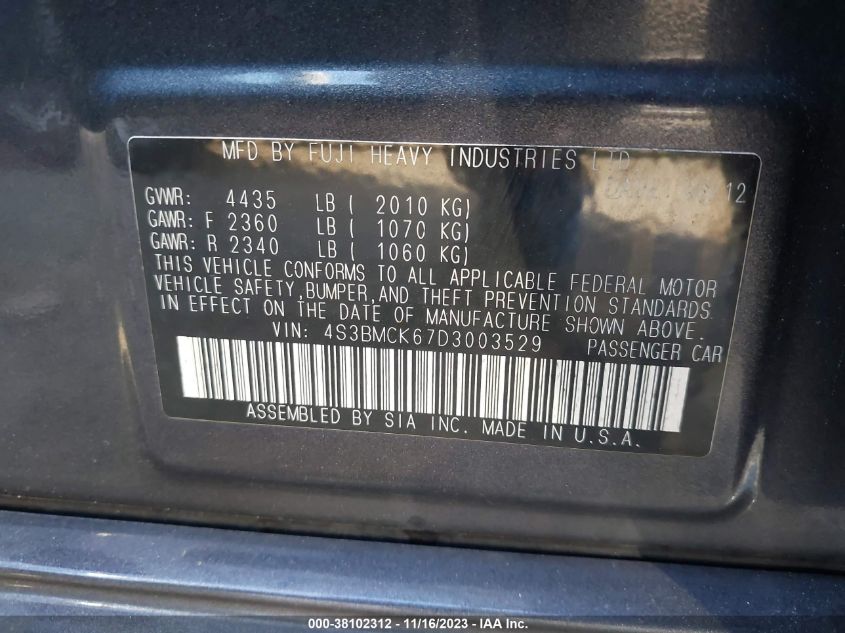 MFD BY FUJI HEAVY INDUSTRIES LTD
12
GVWR: 4435 LB ( 2010 KG)
GAWR: F 2360 LB ( 1070 KG)
GAWR: R 2340 LB ( 1060 KG)
THIS VEHICLE CONFORMS TO ALL APPLICABLE FEDERAL MOTOR
VEHICLE SAFETY,BUMPER,AND THEFT PREVENTION STANDARDS
IN EFFECT ON THE DATE OF MANUFACTURE SHOWN ABOVE.
VIN: 4S3BMCK67D3003529 PASSENGER CAR
ASSEMBLED BY SIA INC. MADE IN U.S.A.
000-38102312 - 11/16/2023 - IAA Inc.